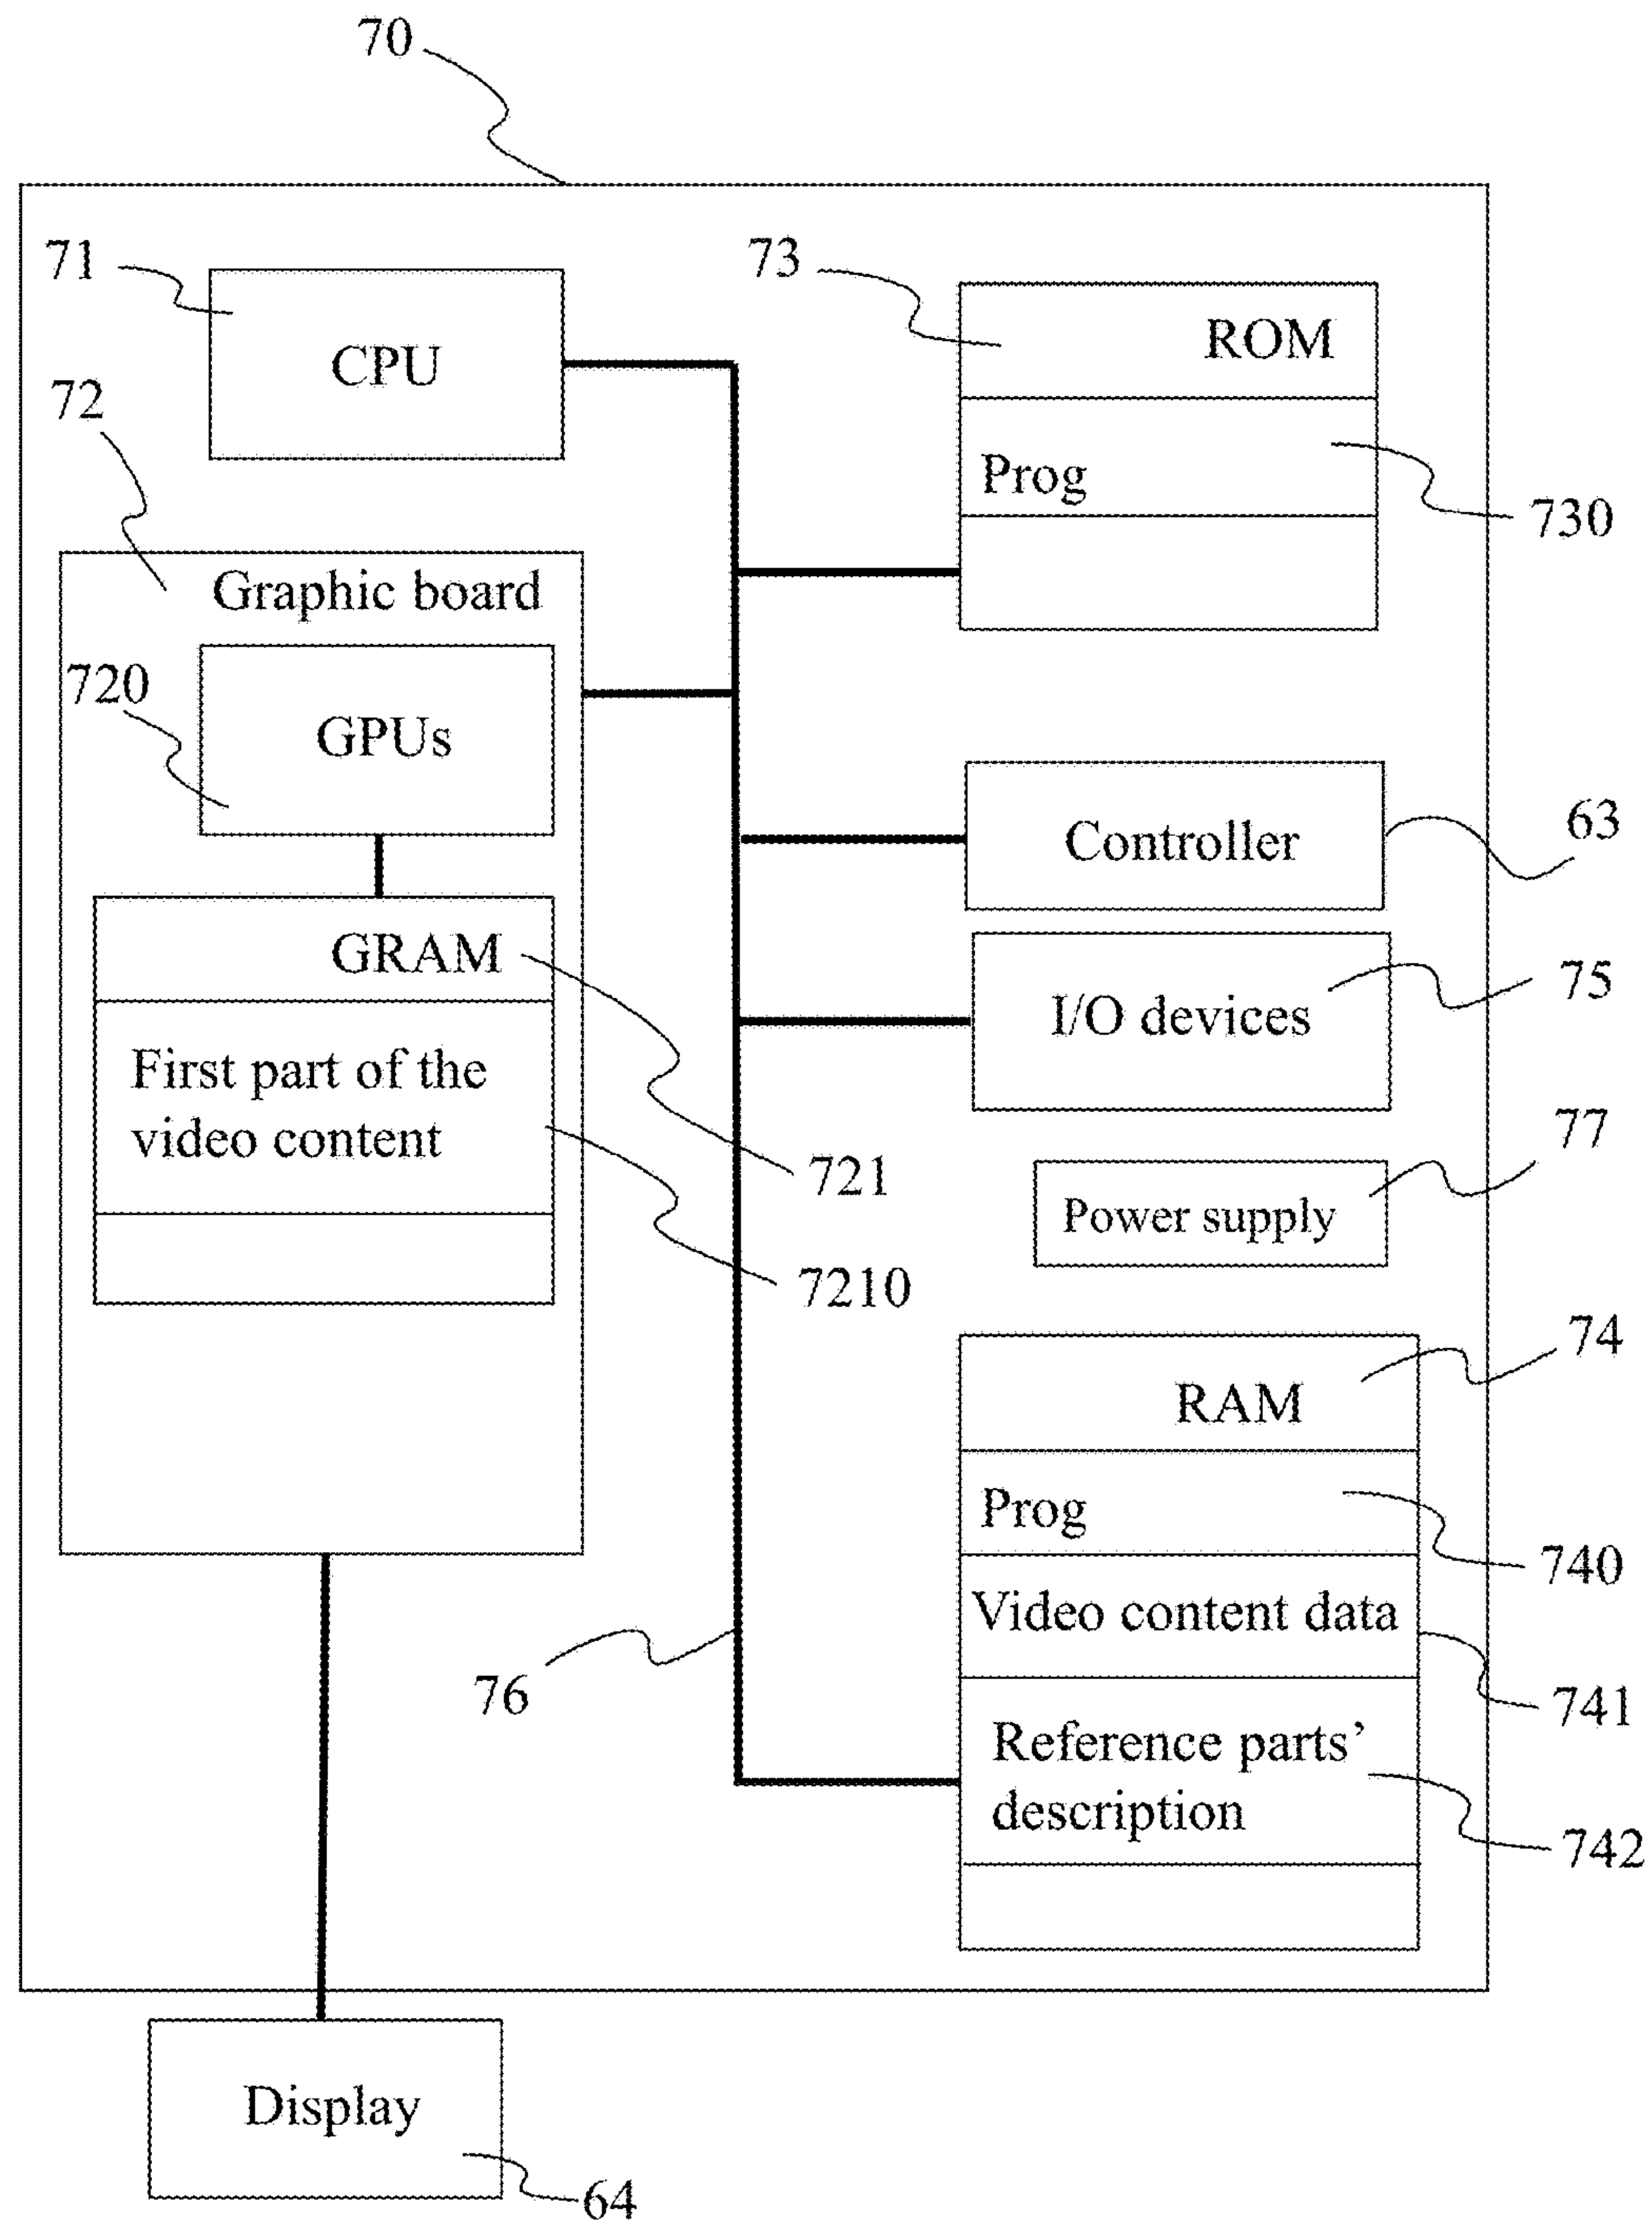 70
71
CPU
73
ROM
72
Prog
730
Graphic board
720
GPUs
Controller
63
GRAM
I/O devices
75
First part of the
video content
721
77
Power supply
7210
74
RAM
Prog
740
Video content data
76
741
Reference parts’
description
742
Display
64